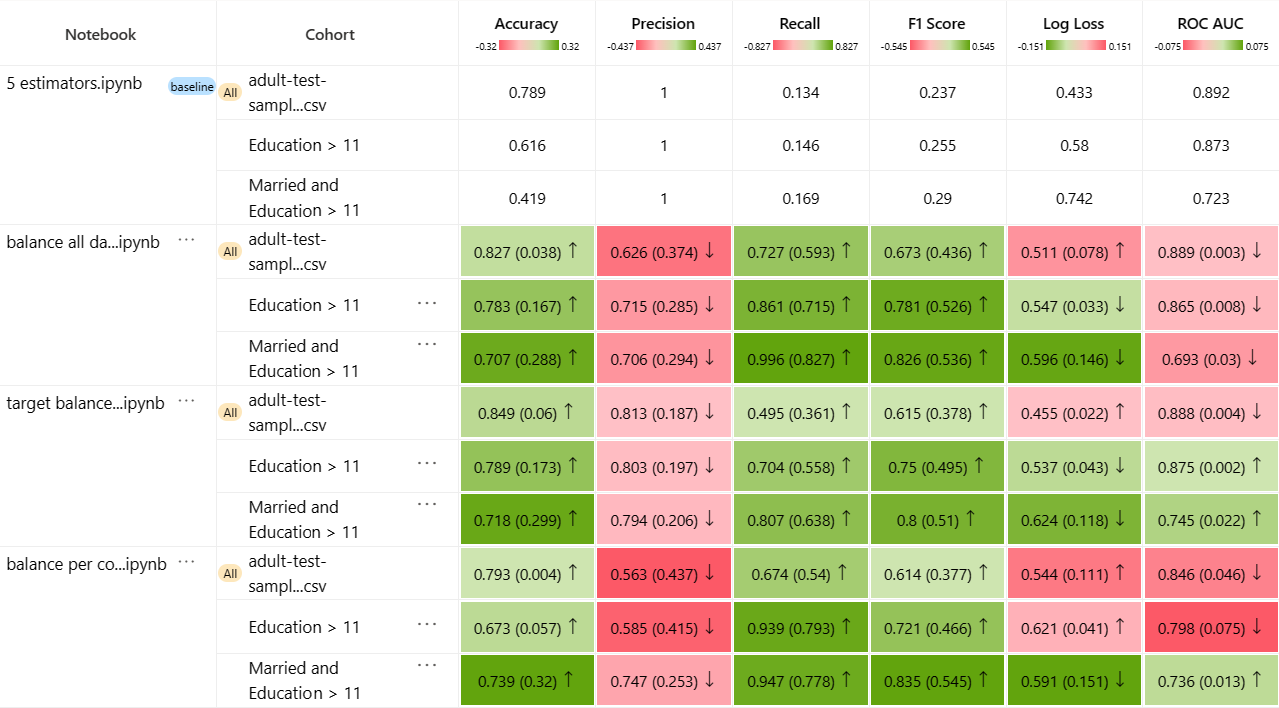 Notebook Cohort Accuracy Precision Recall F1 Score Log Loss ROC AUC
-0.32 0.32 -0.437 0.437 -0.827 0.827 -0.545 0.545 -0.151 0.151 -0.075 0.075
5 estimators.ipynb baseline All adult-test-
sampl...csv 0.789 1 0.134 0.237 0.433 0.892
Education > 11 0.616 1 0.146 0.255 0.58 0.873
Married and
Education > 11 0.419 1 0.169 0.29 0.742 0.723
balance all da...ipynb ··· All adult-test-
sampl...csv 0.827 (0.038) ↑ 0.626 (0.374) ↓ 0.727 (0.593) ↑ 0.673 (0.436) ↑ 0.511 (0.078) ↑ 0.889 (0.003) ↓
Education > 11 ··· 0.783 (0.167) ↑ 0.715 (0.285) ↓ 0.861 (0.715) ↑ 0.781 (0.526) ↑ 0.547 (0.033) ↓ 0.865 (0.008) ↓
Married and ···
Education > 11 0.707 (0.288) ↑ 0.706 (0.294) ↓ 0.996 (0.827) ↑ 0.826 (0.536) ↑ 0.596 (0.146) ↓ 0.693 (0.03) ↓
target balance...ipynb ··· All adult-test-
sampl...csv 0.849 (0.06) ↑ 0.813 (0.187) ↓ 0.495 (0.361) ↑ 0.615 (0.378) ↑ 0.455 (0.022) ↑ 0.888 (0.004) ↓
Education > 11 ··· 0.789 (0.173) ↑ 0.803 (0.197) ↓ 0.704 (0.558) ↑ 0.75 (0.495) ↑ 0.537 (0.043) ↓ 0.875 (0.002) ↑
Married and ···
Education > 11 0.718 (0.299) ↑ 0.794 (0.206) ↓ 0.807 (0.638) ↑ 0.8 (0.51) ↑ 0.624 (0.118) ↓ 0.745 (0.022) ↑
balance per co...ipynb ··· All adult-test-
sampl...csv 0.793 (0.004) ↑ 0.563 (0.437) ↓ 0.674 (0.54) ↑ 0.614 (0.377) ↑ 0.544 (0.111) ↑ 0.846 (0.046) ↓
Education > 11 ··· 0.673 (0.057) ↑ 0.585 (0.415) ↓ 0.939 (0.793) ↑ 0.721 (0.466) ↑ 0.621 (0.041) ↑ 0.798 (0.075) ↓
Married and ···
Education > 11 0.739 (0.32) ↑ 0.747 (0.253) ↓ 0.947 (0.778) ↑ 0.835 (0.545) ↑ 0.591 (0.151) ↓ 0.736 (0.013) ↑